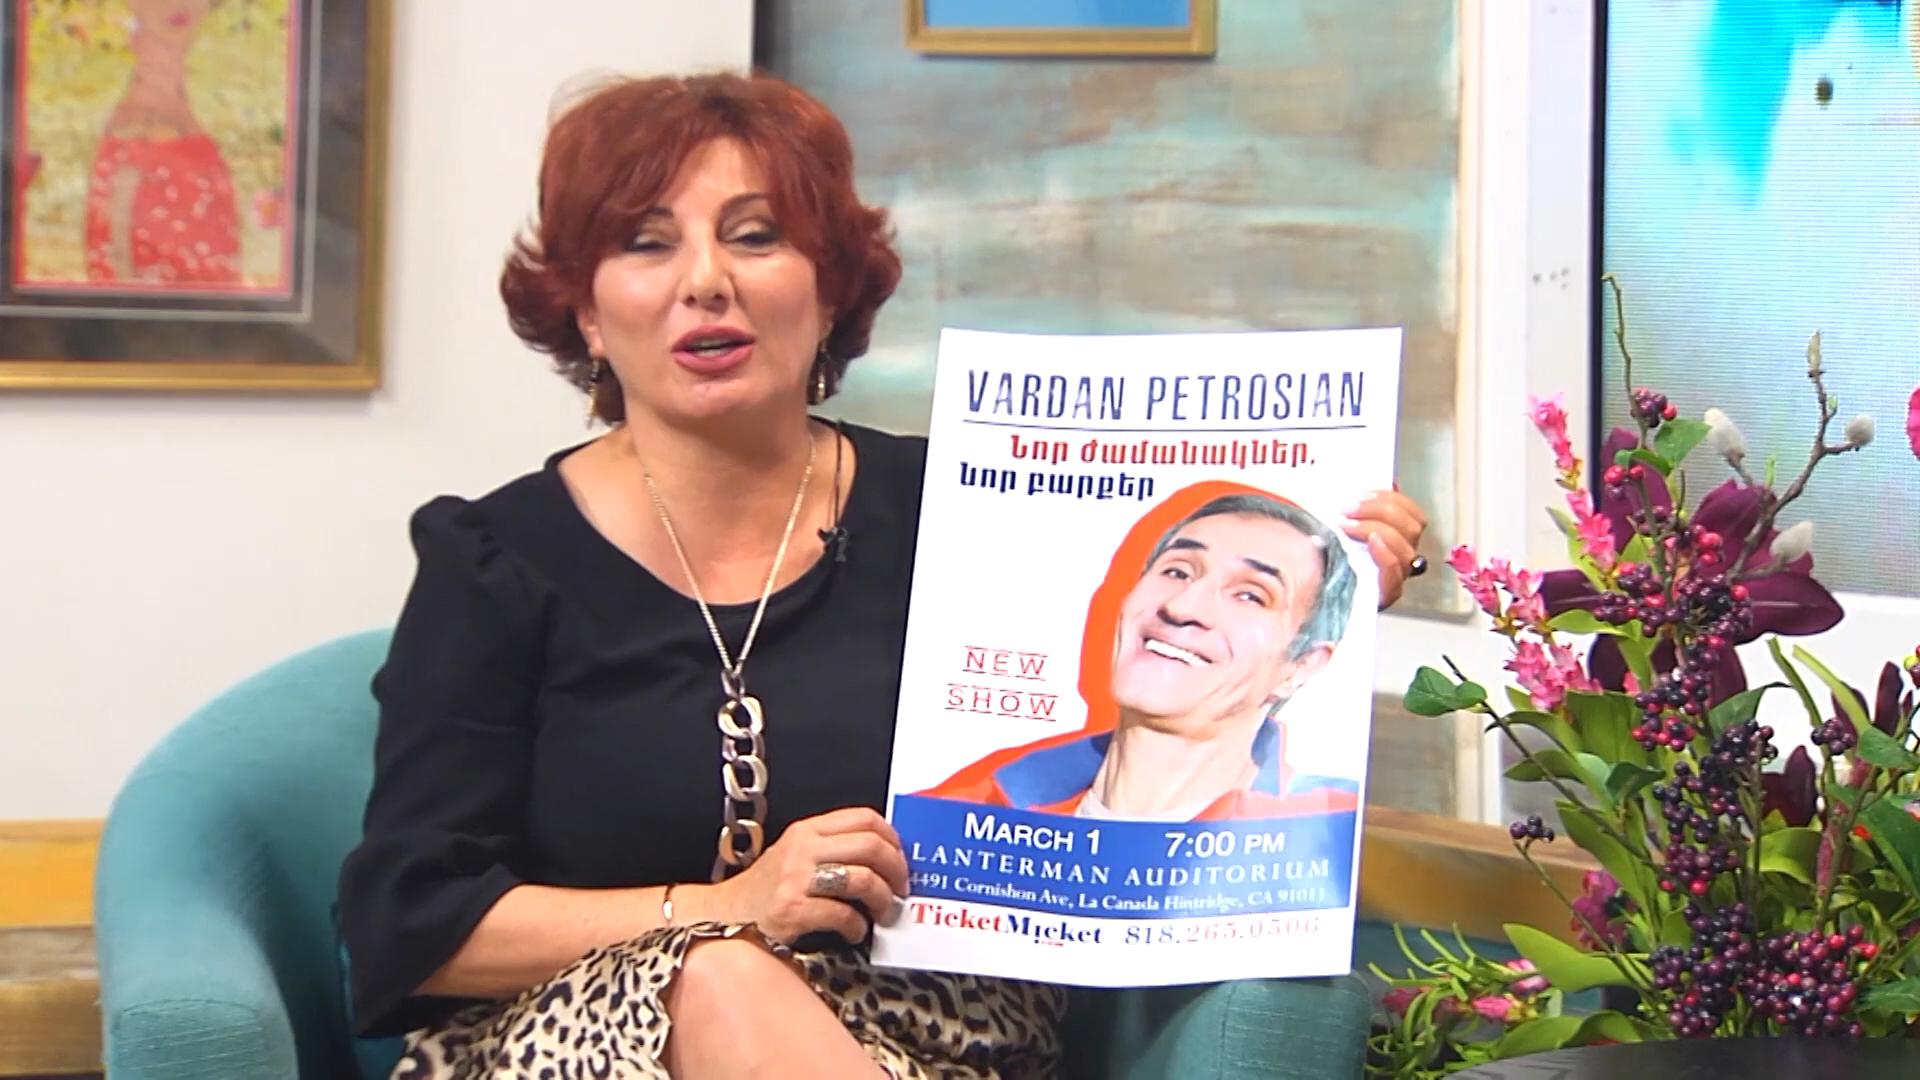 VARDAN PETROSIAN
Նոր ժամանակներ,
նոր բարքեր
NEW
SHOW
MARCH 1 7:00 PM
LANTERMAN AUDITORIUM
4491 Cornishon Ave, La Canada Flintridge, CA 91011
TicketMicket.com 818.265.0506